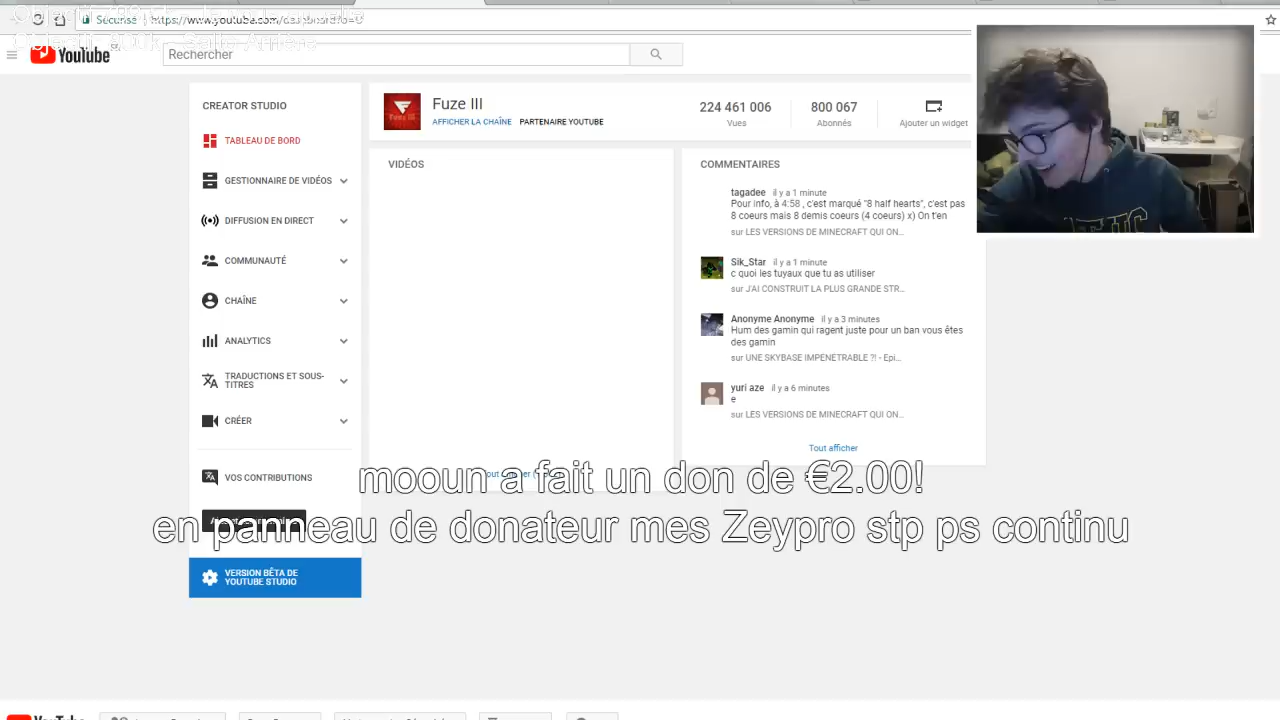 Sécurisé
https://www.youtube.com/dashboard?o=
YouTube
Rechercher
CREATOR STUDIO
TABLEAU DE BORD
GESTIONNAIRE DE VIDÉOS
DIFFUSION EN DIRECT
COMMUNAUTÉ
CHAÎNE
ANALYTICS
TRADUCTIONS ET SOUS-
TITRES
CRÉER
VOS CONTRIBUTIONS
VERSION BÊTA DE
YOUTUBE STUDIO
Fuze III
AFFICHER LA CHAÎNE PARTENAIRE YOUTUBE
224 461 006
Vues
800 067
Abonnés
Ajouter un widget
VIDÉOS
COMMENTAIRES
tagadee il y a 1 minute
Pour info, à 4:58 , c'est marqué "8 half hearts", c'est pas
8 coeurs mais 8 demis coeurs (4 coeurs) x) On t'en
sur LES VERSIONS DE MINECRAFT QUI ON...
Sik_Star il y a 1 minute
c quoi les tuyaux que tu as utiliser
sur J'AI CONSTRUIT LA PLUS GRANDE STR...
Anonyme Anonyme il y a 3 minutes
Hum des gamin qui ragent juste pour un ban vous êtes
des gamin
sur UNE SKYBASE IMPÉNÉTRABLE ?! - Epi...
yuri aze il y a 6 minutes
e
sur LES VERSIONS DE MINECRAFT QUI ON...
Tout afficher
mooun a fait un don de €2.00!
en panneau de donateur mes Zeypro stp ps continu